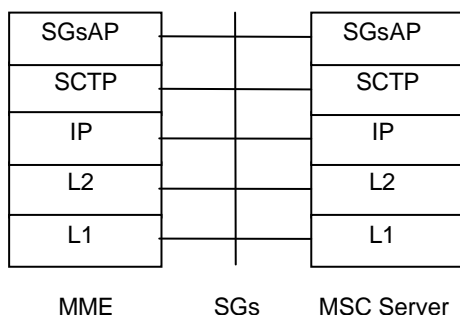 SGsAP SGsAP
SCTP SCTP
IP IP
L2 L2
L1 L1
MME SGs MSC Server